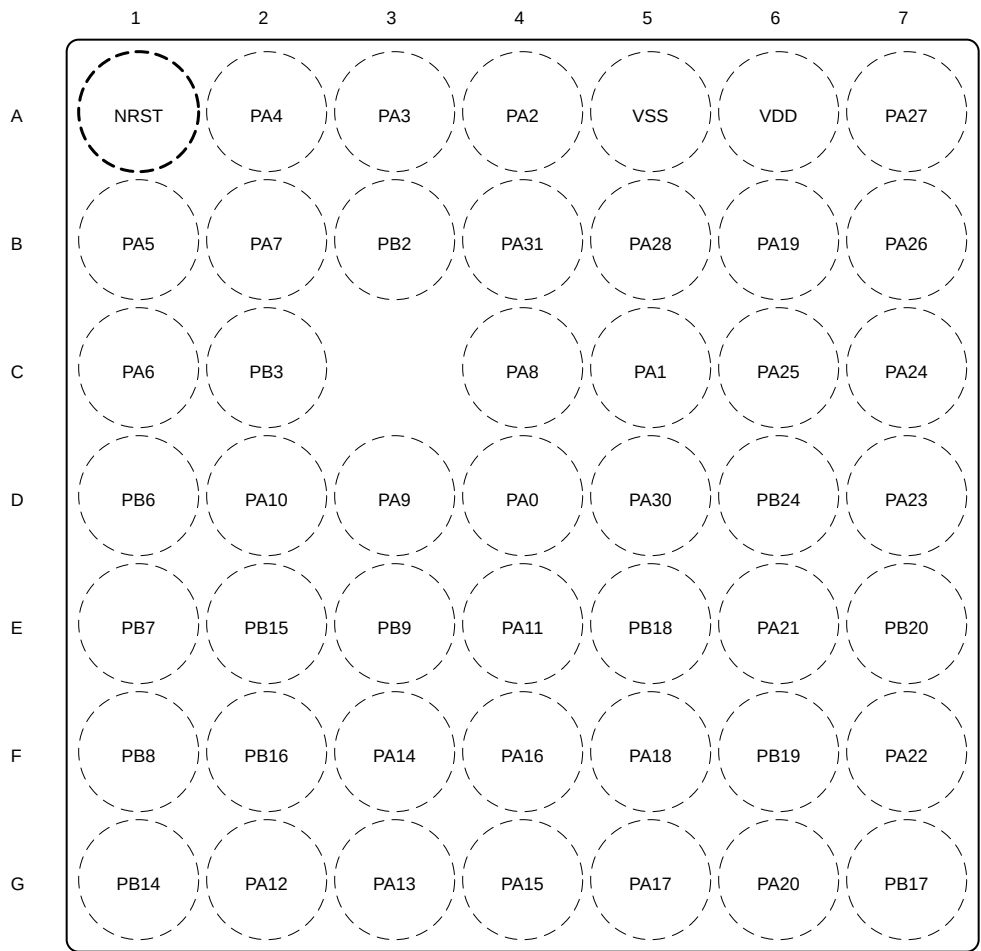 1 2 3 4 5 6 7
A NRST PA4 PA3 PA2 VSS VDD PA27
B PA5 PA7 PB2 PA31 PA28 PA19 PA26
C PA6 PB3 PA8 PA1 PA25 PA24
D PB6 PA10 PA9 PA0 PA30 PB24 PA23
E PB7 PB15 PB9 PA11 PB18 PA21 PB20
F PB8 PB16 PA14 PA16 PA18 PB19 PA22
G PB14 PA12 PA13 PA15 PA17 PA20 PB17